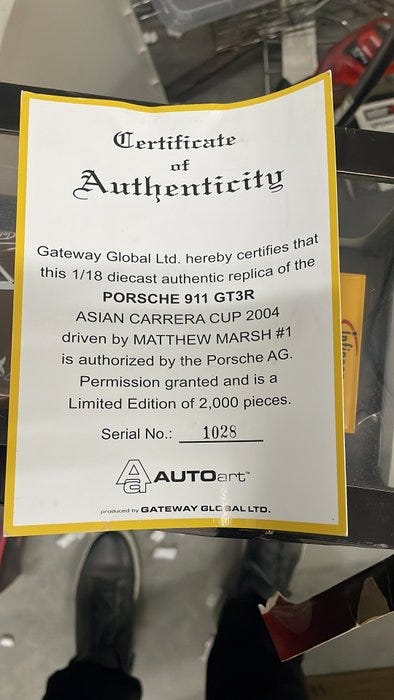 Certificate
of
Authenticity
Gateway Global Ltd. hereby certifies that
this 1/18 diecast authentic replica of the
PORSCHE 911 GT3R
ASIAN CARRERA CUP 2004
driven by MATTHEW MARSH #1
is authorized by the Porsche AG.
Permission granted and is a
Limited Edition of 2,000 pieces.
Serial No.: 1028
AUTOart™
produced by GATEWAY GLOBAL LTD.